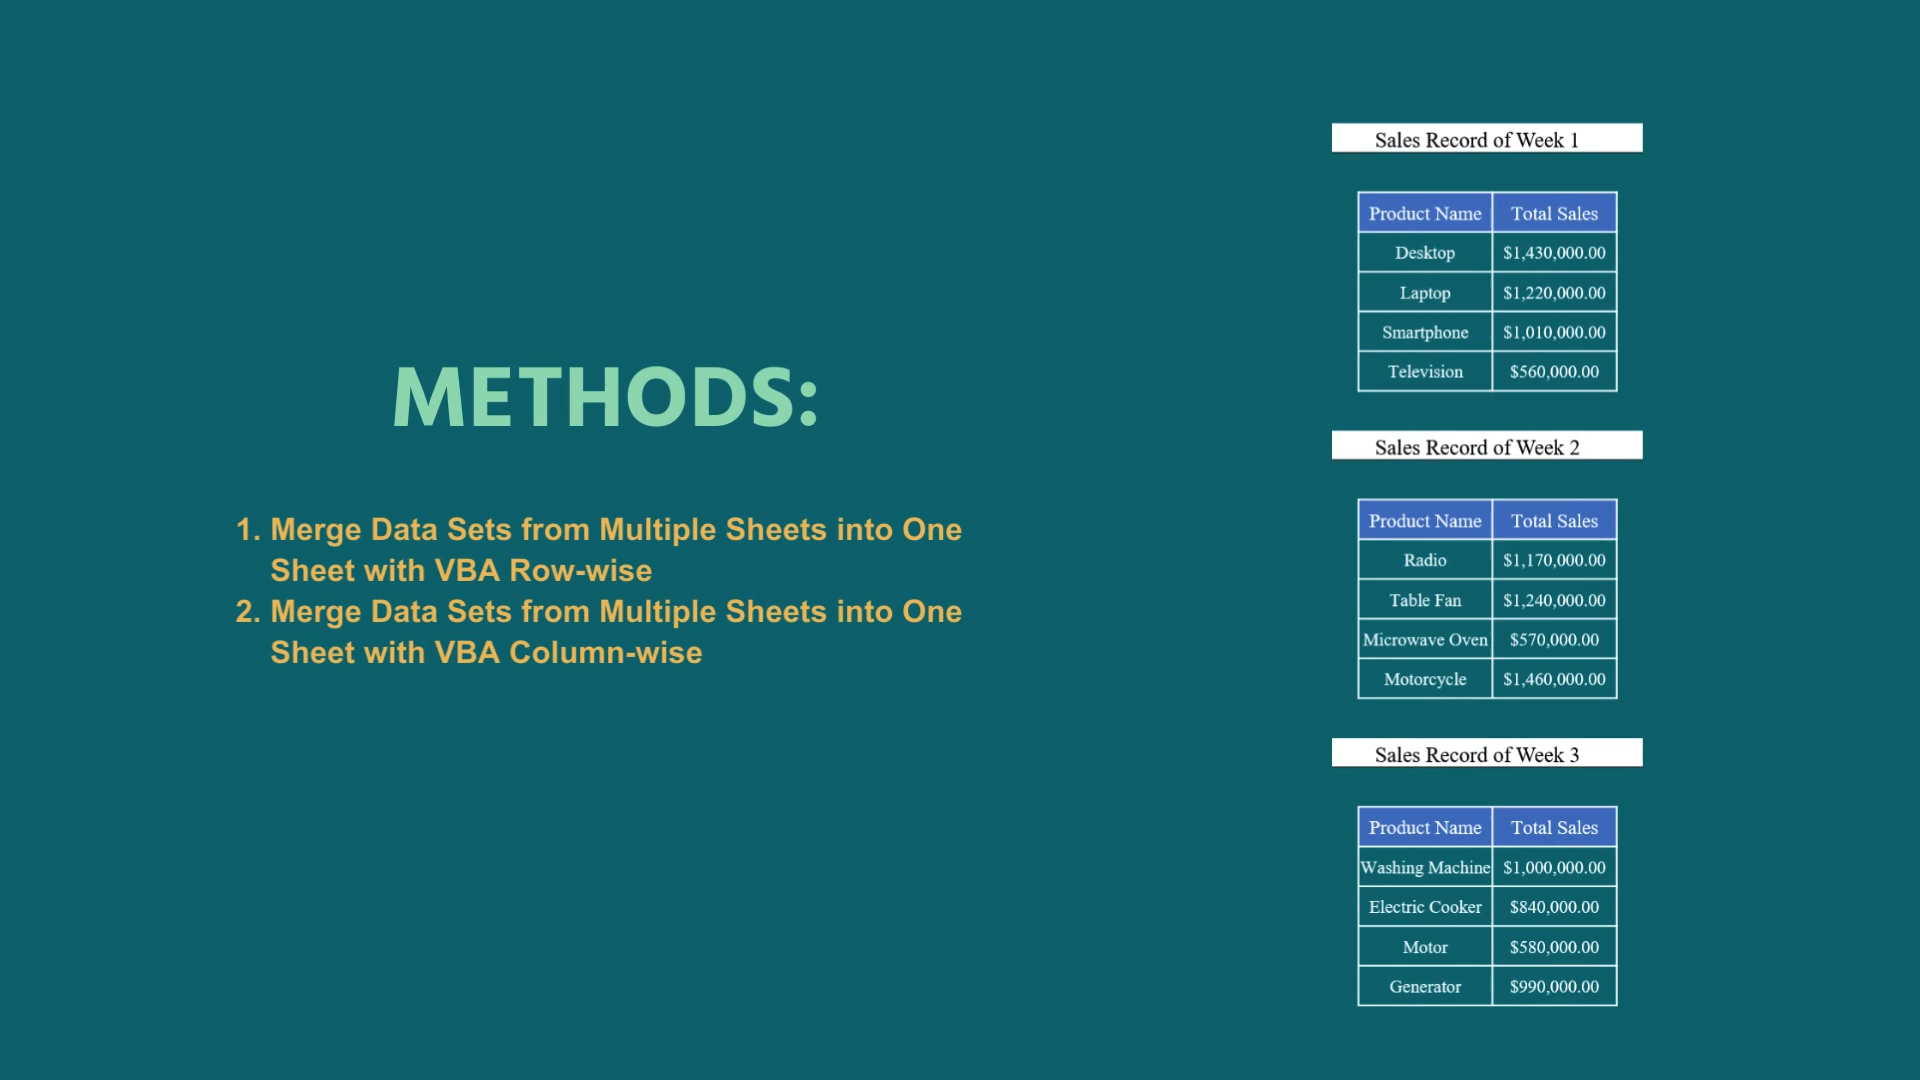 METHODS:
1. Merge Data Sets from Multiple Sheets into One
Sheet with VBA Row-wise
2. Merge Data Sets from Multiple Sheets into One
Sheet with VBA Column-wise
Sales Record of Week 1
Product Name Total Sales
Desktop $1,430,000.00
Laptop $1,220,000.00
Smartphone $1,010,000.00
Television $560,000.00
Sales Record of Week 2
Product Name Total Sales
Radio $1,170,000.00
Table Fan $1,240,000.00
Microwave Oven $570,000.00
Motorcycle $1,460,000.00
Sales Record of Week 3
Product Name Total Sales
Washing Machine $1,000,000.00
Electric Cooker $840,000.00
Motor $580,000.00
Generator $990,000.00